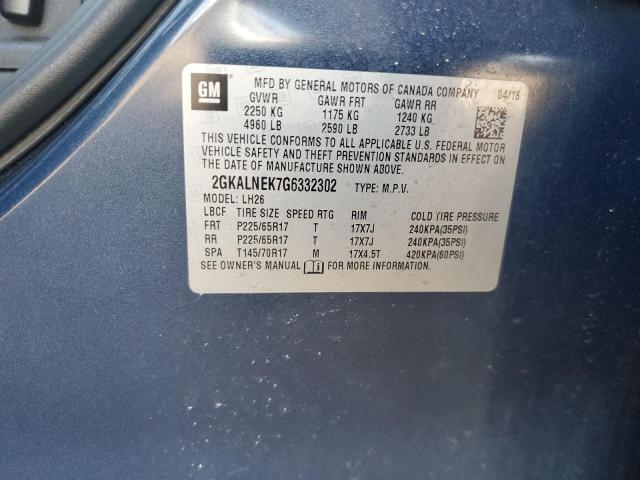 GM
MFD BY GENERAL MOTORS OF CANADA COMPANY 04/16
GVWR GAWR FRT GAWR RR
2250 KG 1175 KG 1240 KG
4960 LB 2590 LB 2733 LB
THIS VEHICLE CONFORMS TO ALL APPLICABLE U.S. FEDERAL MOTOR
VEHICLE SAFETY AND THEFT PREVENTION STANDARDS IN EFFECT ON
THE DATE OF MANUFACTURE SHOWN ABOVE.
2GKALNEK7G6332302 TYPE: M.P.V.
MODEL: LH26
LBCF TIRE SIZE SPEED RTG RIM COLD TYRE PRESSURE
FRT P225/65R17 T 17X7J 240KPA(35PSI)
RR P225/65R17 T 17X7J 240KPA(35PSI)
SPA T145/70R17 M 17X4.5T 420KPA(60PSI)
SEE OWNER'S MANUAL FOR MORE INFORMATION